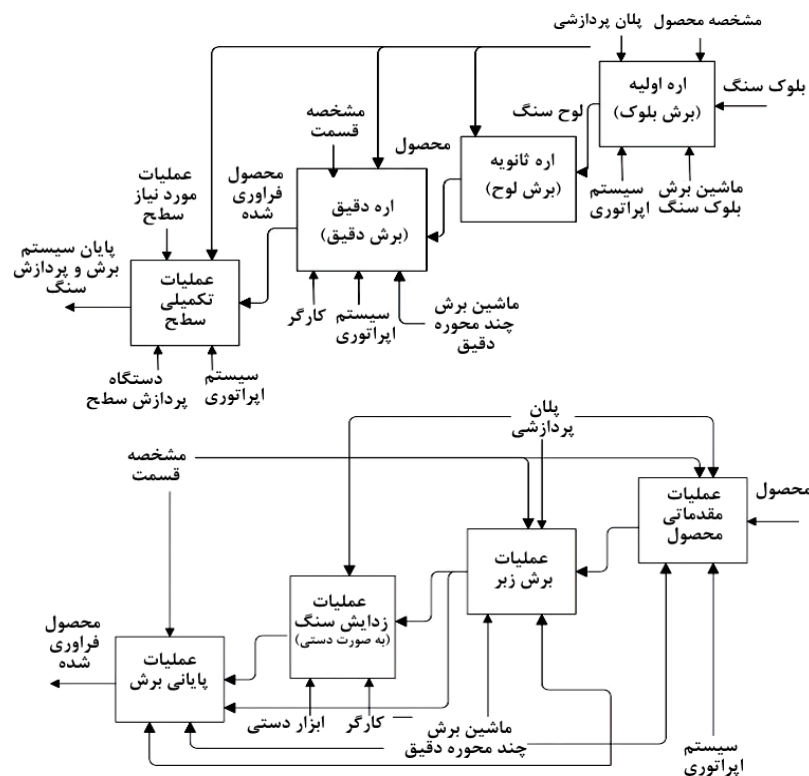 پلان پردازشی
مشخصه محصول
بلوک سنگ
اره اولیه
(برش بلوک)
لوح سنگ
سیستم
اپراتوری
ماشین برش
بلوک سنگ
اره ثانویه
(برش لوح)
محصول
مشخصه
قسمت
اره دقیق
(برش دقیق)
کارگر
سیستم
اپراتوری
ماشین برش
چند محوره
دقیق
محصول
فراوری
شده
عملیات
مورد نیاز
سطح
عملیات
تکمیلی
سطح
پایان سیستم
برش و پردازش
سنگ
دستگاه
پردازش سطح
سیستم
اپراتوری
پلان
پردازشی
مشخصه
قسمت
محصول
عملیات
مقدماتی
محصول
عملیات
برش زبر
عملیات
زدایش سنگ
(به صورت دستی)
عملیات
پایانی برش
محصول
فراوری
شده
ابزار دستی
کارگر
ماشین برش
چند محوره دقیق
سیستم
اپراتوری